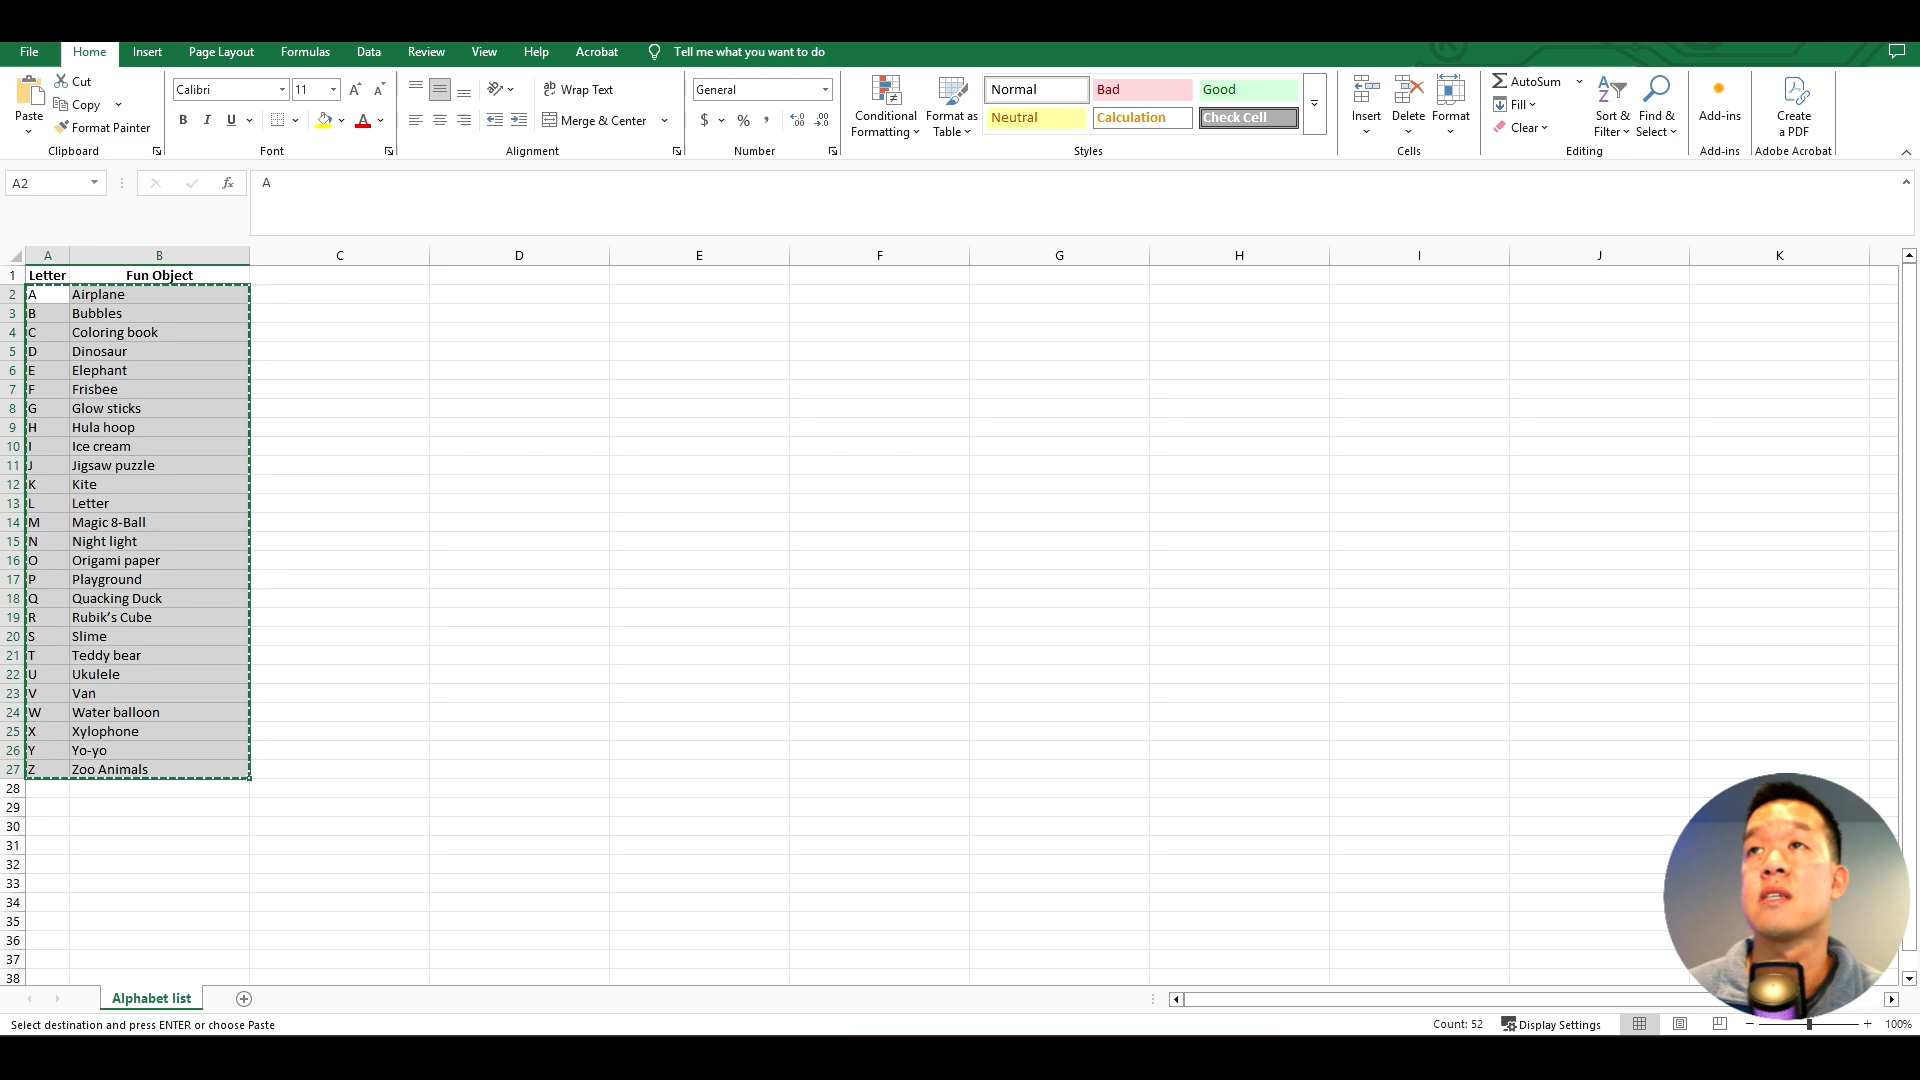 File Home Insert Page Layout Formulas Data Review View Help Acrobat Tell me what you want to do
Paste
Cut
Copy
Format Painter
Clipboard
Calibri 11
B I U
Font
Wrap Text
Merge & Center
Alignment
General
$ %
Number
Conditional Formatting
Format as Table
Normal Bad Good
Neutral Calculation Check Cell
Styles
Insert Delete Format
Cells
AutoSum
Fill
Clear
Sort & Filter
Find & Select
Editing
Add-ins
Add-ins
Create a PDF
Adobe Acrobat
A2 fx A
A B C D E F G H I J K
1 Letter Fun Object
2 A Airplane
3 B Bubbles
4 C Coloring book
5 D Dinosaur
6 E Elephant
7 F Frisbee
8 G Glow sticks
9 H Hula hoop
10 I Ice cream
11 J Jigsaw puzzle
12 K Kite
13 L Letter
14 M Magic 8-Ball
15 N Night light
16 O Origami paper
17 P Playground
18 Q Quacking Duck
19 R Rubik’s Cube
20 S Slime
21 T Teddy bear
22 U Ukulele
23 V Van
24 W Water balloon
25 X Xylophone
26 Y Yo-yo
27 Z Zoo Animals
28
29
30
31
32
33
34
35
36
37
38
Alphabet list
Select destination and press ENTER or choose Paste Count: 52 Display Settings 100%